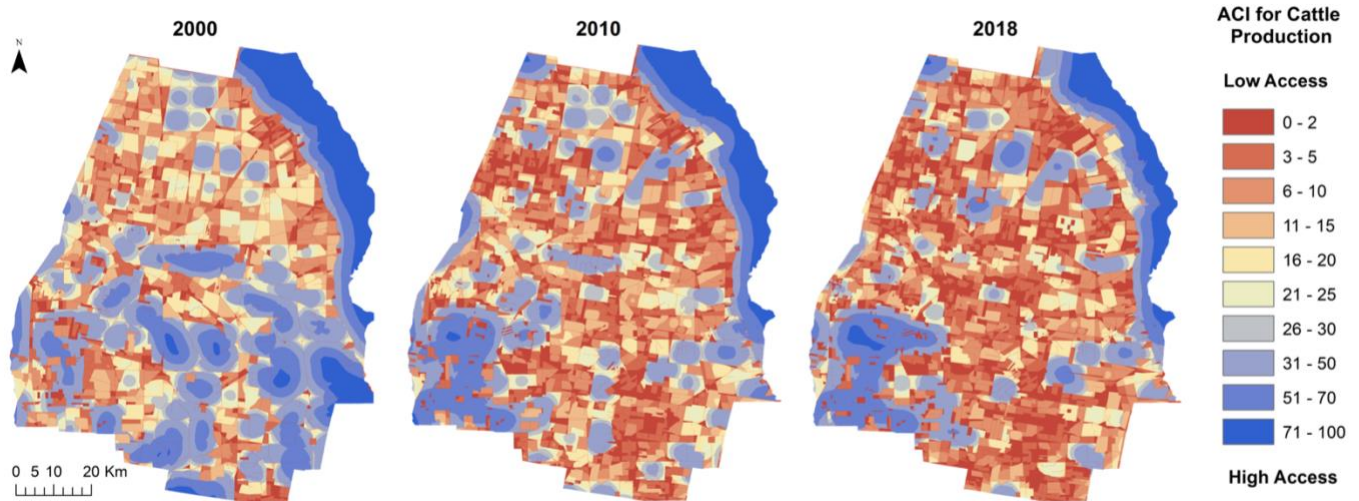 2000
2010
2018
N
0 5 10 20 Km
ACI for Cattle
Production
Low Access
0 - 2
3 - 5
6 - 10
11 - 15
16 - 20
21 - 25
26 - 30
31 - 50
51 - 70
71 - 100
High Access